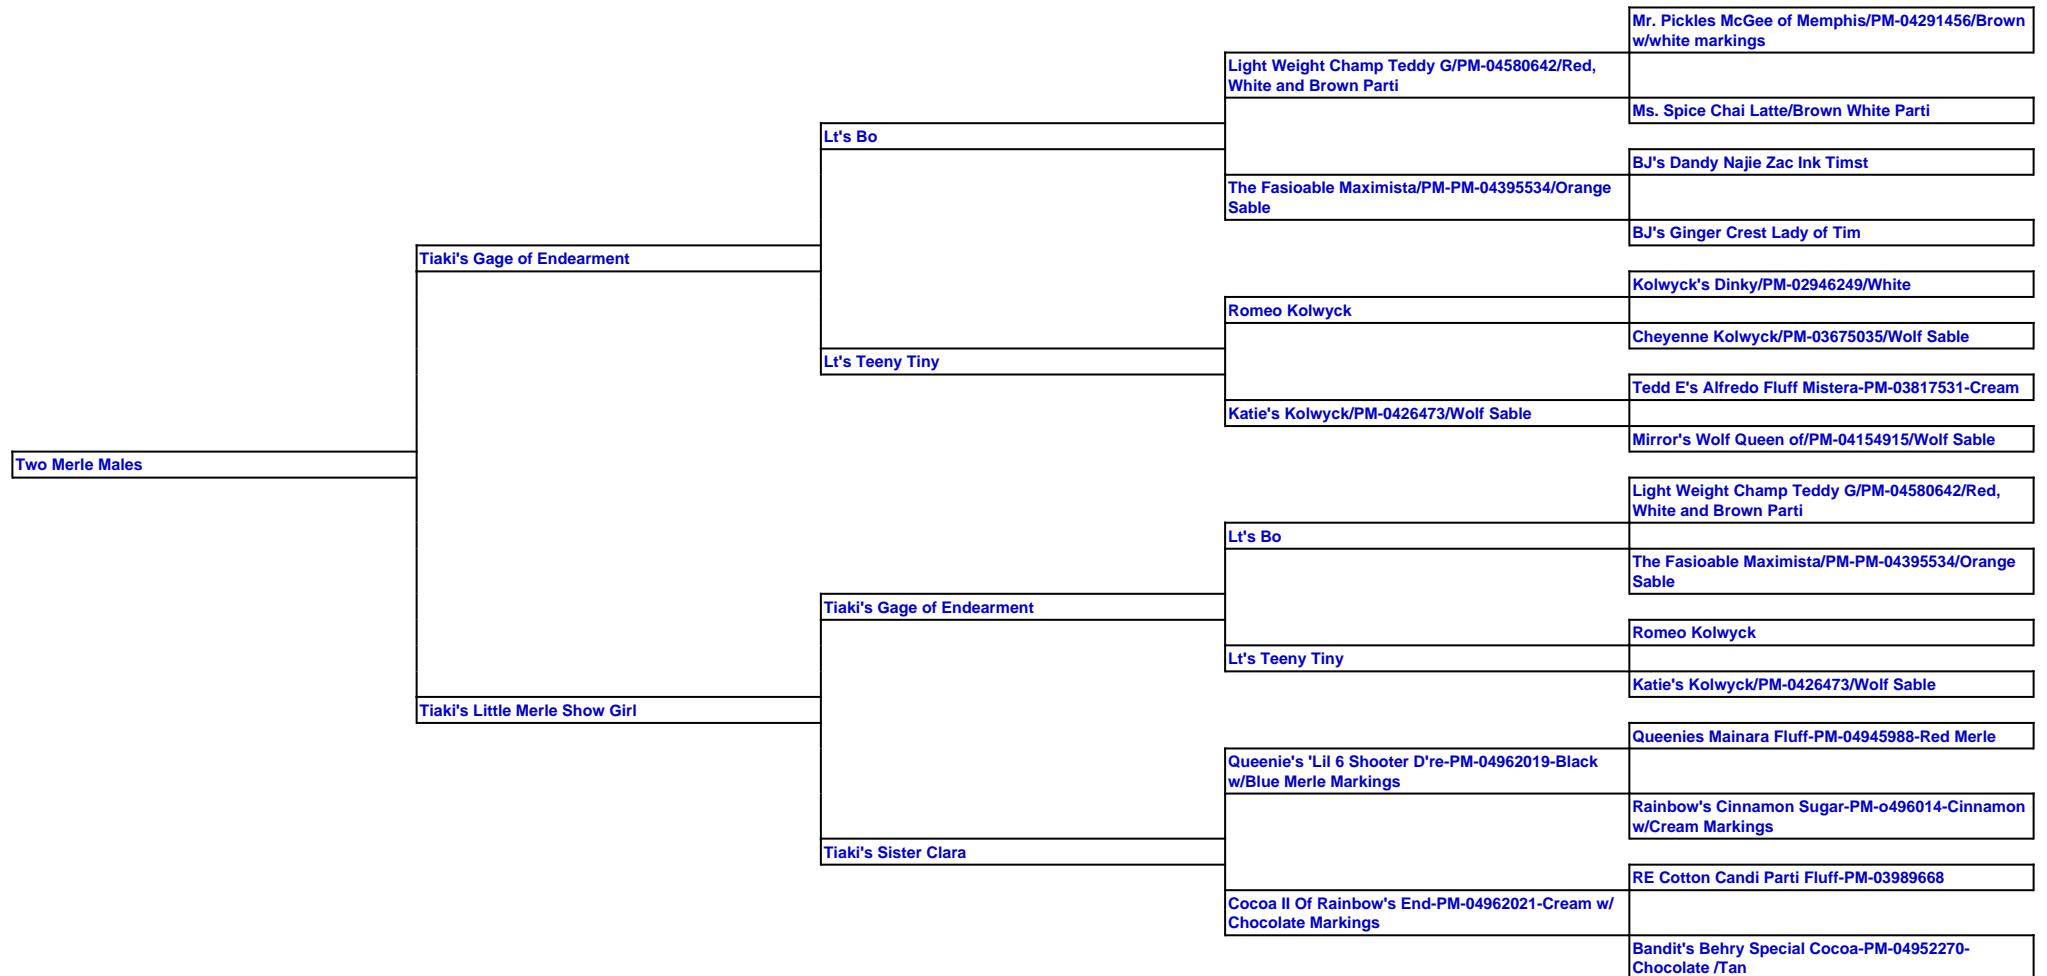 Mr. Pickles McGee of Memphis/PM-04291456/Brown
w/white markings
Light Weight Champ Teddy G/PM-04580642/Red,
White and Brown Parti
Ms. Spice Chai Latte/Brown White Parti
Lt's Bo
BJ's Dandy Najie Zac Ink Timst
The Fasioable Maximista/PM-PM-04395534/Orange
Sable
BJ's Ginger Crest Lady of Tim
Tiaki's Gage of Endearment
Kolwyck's Dinky/PM-02946249/White
Romeo Kolwyck
Cheyenne Kolwyck/PM-03675035/Wolf Sable
Lt's Teeny Tiny
Tedd E's Alfredo Fluff Mistera-PM-03817531-Cream
Katie's Kolwyck/PM-0426473/Wolf Sable
Mirror's Wolf Queen of/PM-04154915/Wolf Sable
Two Merle Males
Light Weight Champ Teddy G/PM-04580642/Red,
White and Brown Parti
Lt's Bo
The Fasioable Maximista/PM-PM-04395534/Orange
Sable
Tiaki's Gage of Endearment
Romeo Kolwyck
Lt's Teeny Tiny
Katie's Kolwyck/PM-0426473/Wolf Sable
Tiaki's Little Merle Show Girl
Queenies Mainara Fluff-PM-04945988-Red Merle
Queenie's 'Lil 6 Shooter D're-PM-04962019-Black
w/Blue Merle Markings
Rainbow's Cinnamon Sugar-PM-o496014-Cinnamon
w/Cream Markings
Tiaki's Sister Clara
RE Cotton Candi Parti Fluff-PM-03989668
Cocoa II Of Rainbow's End-PM-04962021-Cream w/
Chocolate Markings
Bandit's Behry Special Cocoa-PM-04952270-
Chocolate /Tan